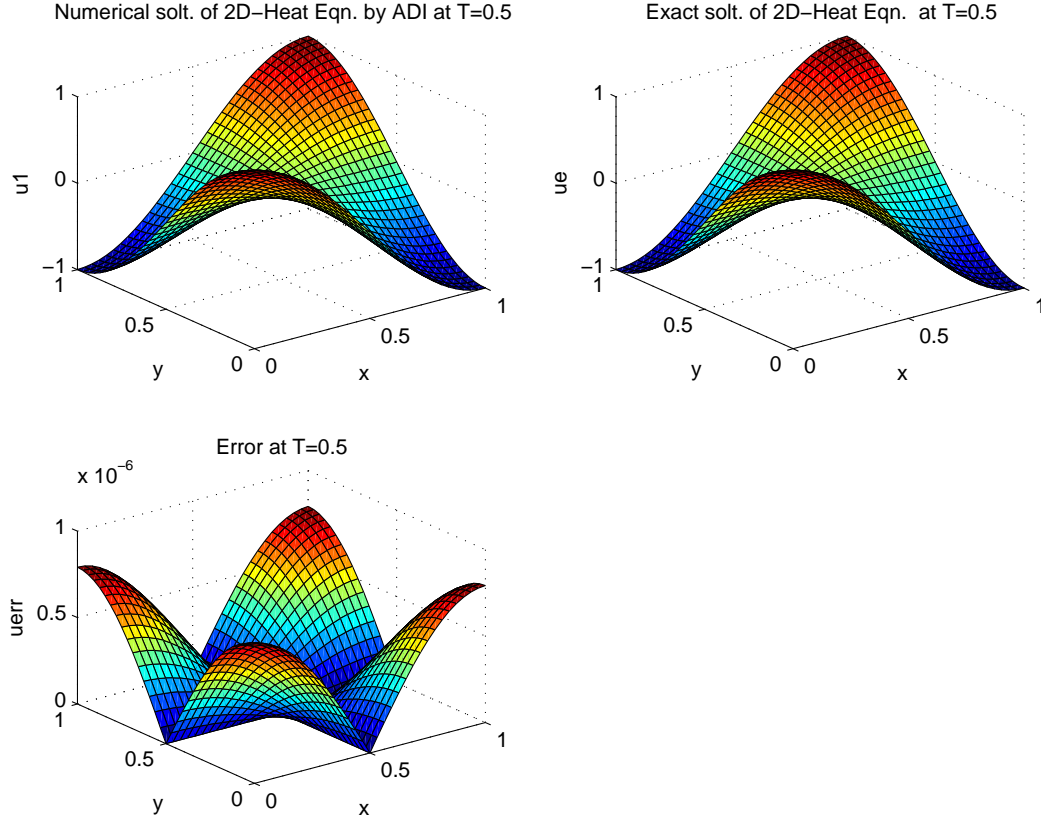 Numerical solt. of 2D−Heat Eqn. by ADI at T=0.5
1
0
−1
u1
1
0.5
0
y
0
0.5
1
x
Exact solt. of 2D−Heat Eqn.  at T=0.5
1
0
−1
ue
1
0.5
0
y
0
0.5
1
x
Error at T=0.5
x 10−6
1
0.5
0
uerr
1
0.5
0
y
0
0.5
1
x